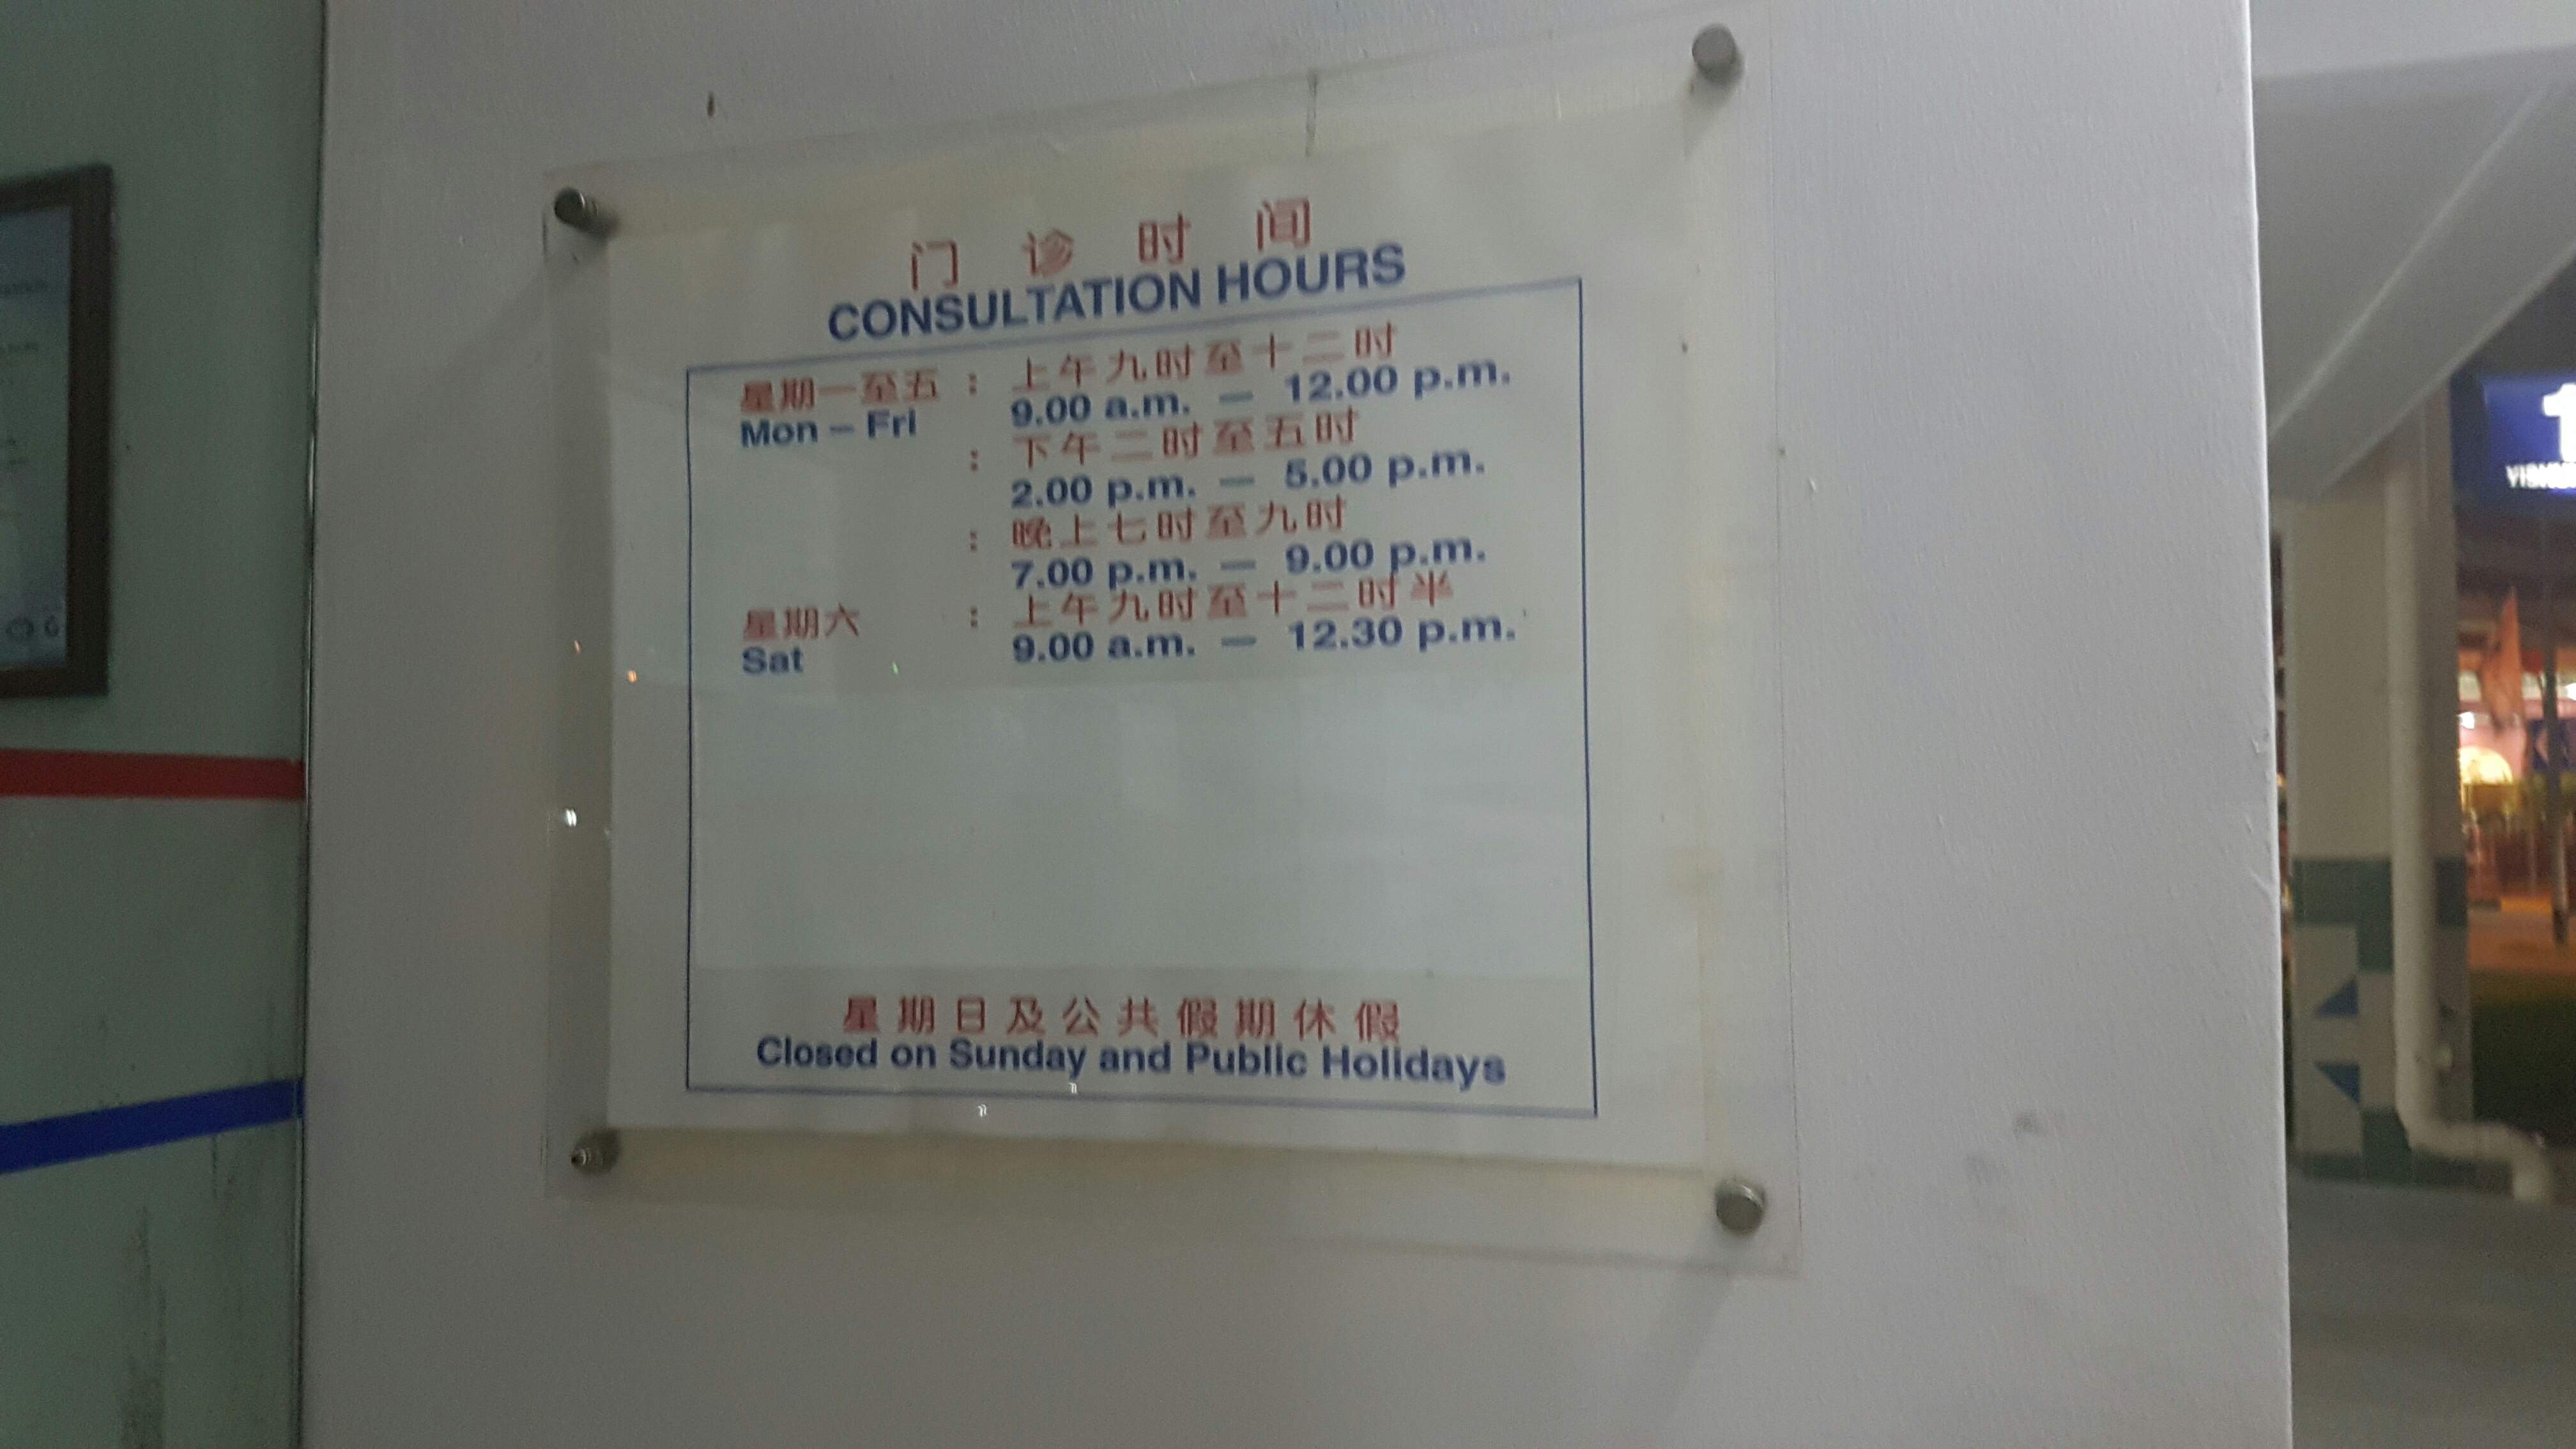 门诊时间
CONSULTATION HOURS
星期一至五 : 上午九时至十二时
Mon – Fri 9.00 a.m. — 12.00 p.m.
: 下午二时至五时
2.00 p.m. — 5.00 p.m.
: 晚上七时至九时
7.00 p.m. — 9.00 p.m.
星期六 : 上午九时至十二时半
Sat 9.00 a.m. — 12.30 p.m.
星期日及公共假期休假
Closed on Sunday and Public Holidays